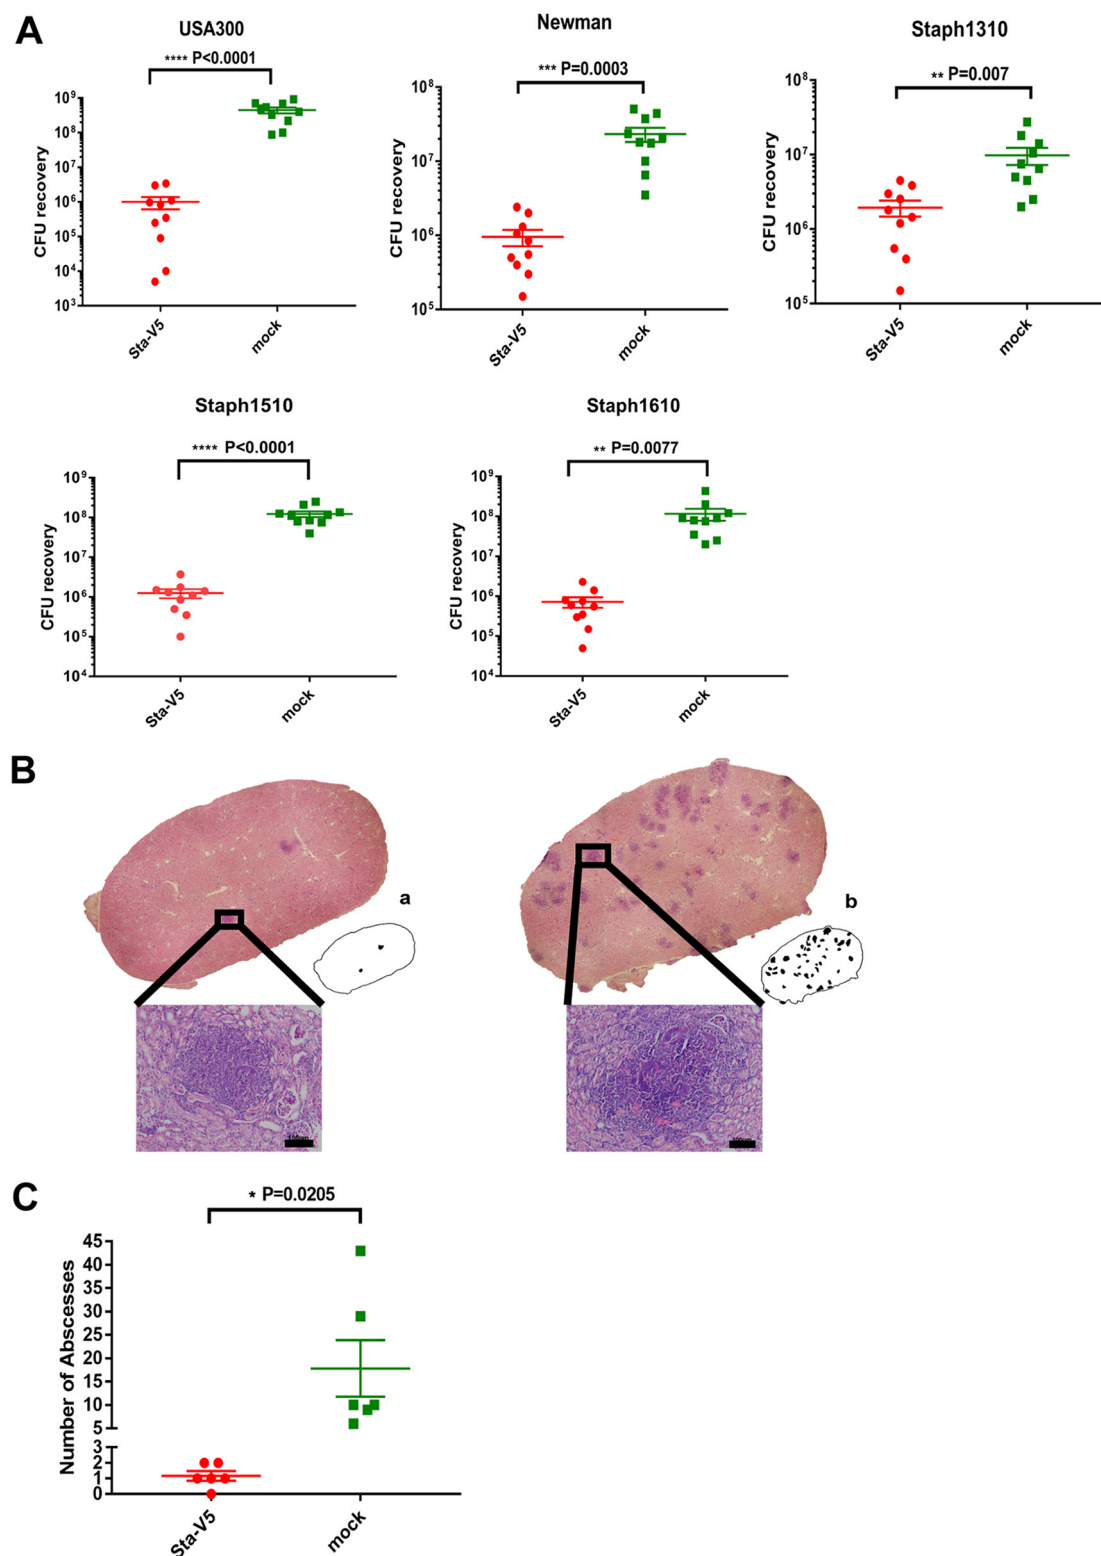 A
USA300
**** P<0.0001
CFU recovery
10⁹
10⁸
10⁷
10⁶
10⁵
10⁴
10³
Sta-V5
mock
Newman
*** P=0.0003
CFU recovery
10⁸
10⁷
10⁶
10⁵
Sta-V5
mock
Staph1310
** P=0.007
CFU recovery
10⁸
10⁷
10⁶
10⁵
Sta-V5
mock
Staph1510
**** P<0.0001
CFU recovery
10⁹
10⁸
10⁷
10⁶
10⁵
10⁴
Sta-V5
mock
Staph1610
** P=0.0077
CFU recovery
10⁹
10⁸
10⁷
10⁶
10⁵
10⁴
Sta-V5
mock
B
a
b
C
* P=0.0205
Number of Abscesses
45
40
35
30
25
20
15
10
5
3
2
1
0
Sta-V5
mock